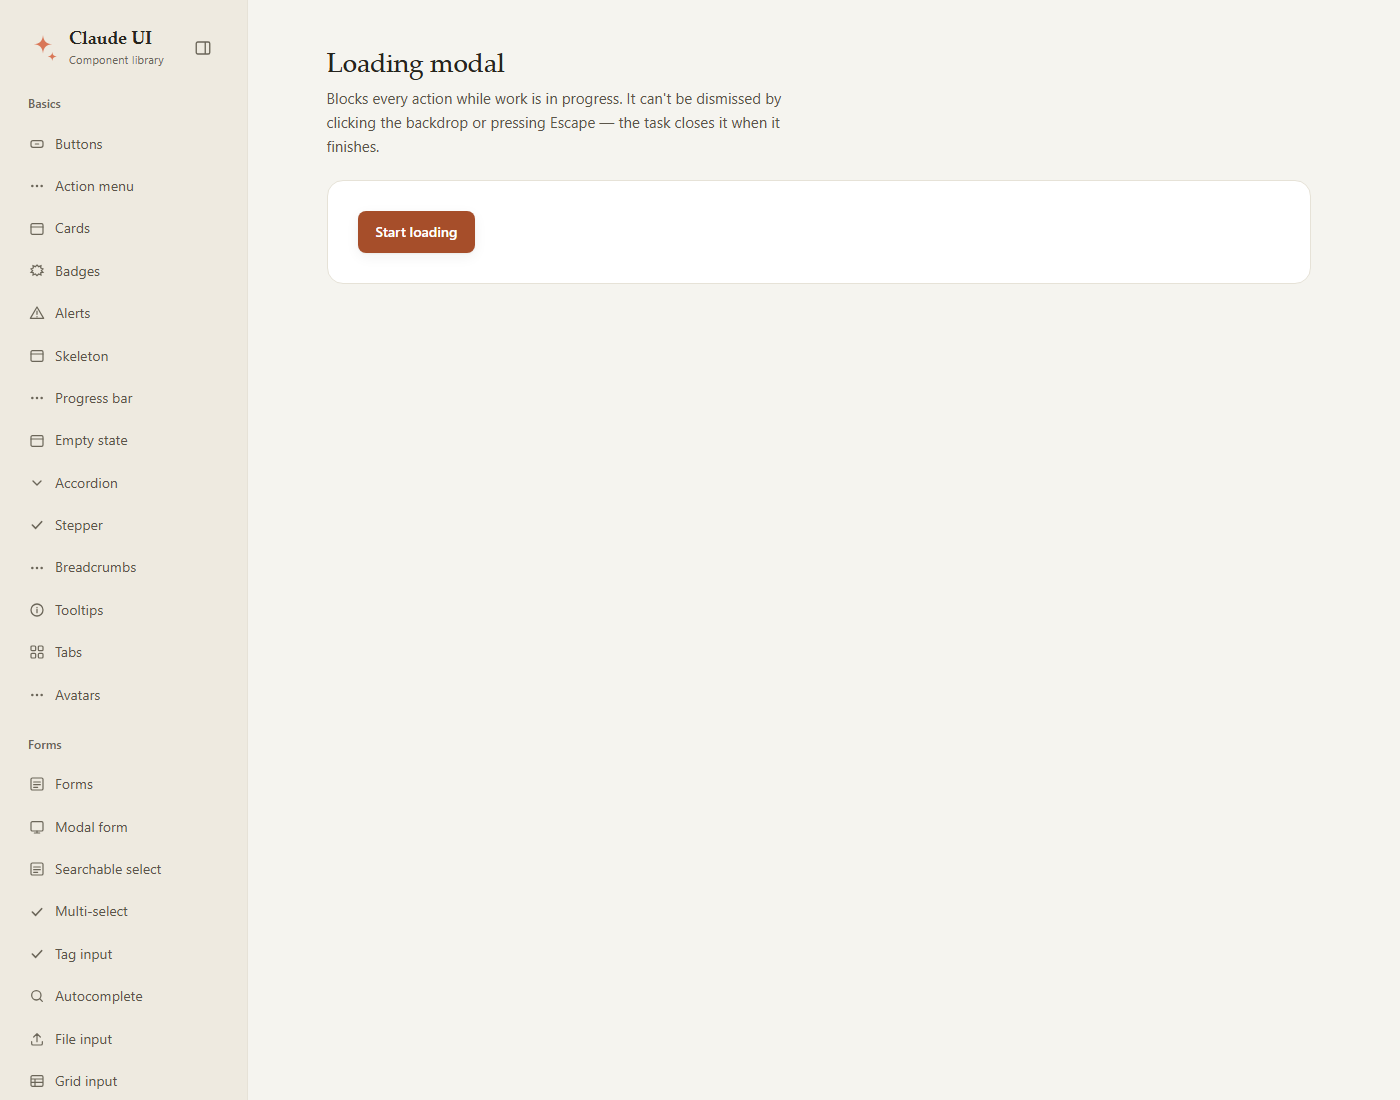 Claude UI
Component library
Basics
Buttons
Action menu
Cards
Badges
Alerts
Skeleton
Progress bar
Empty state
Accordion
Stepper
Breadcrumbs
Tooltips
Tabs
Avatars
Forms
Forms
Modal form
Searchable select
Multi-select
Tag input
Autocomplete
File input
Grid input
Loading modal
Blocks every action while work is in progress. It can't be dismissed by
clicking the backdrop or pressing Escape — the task closes it when it
finishes.
Start loading